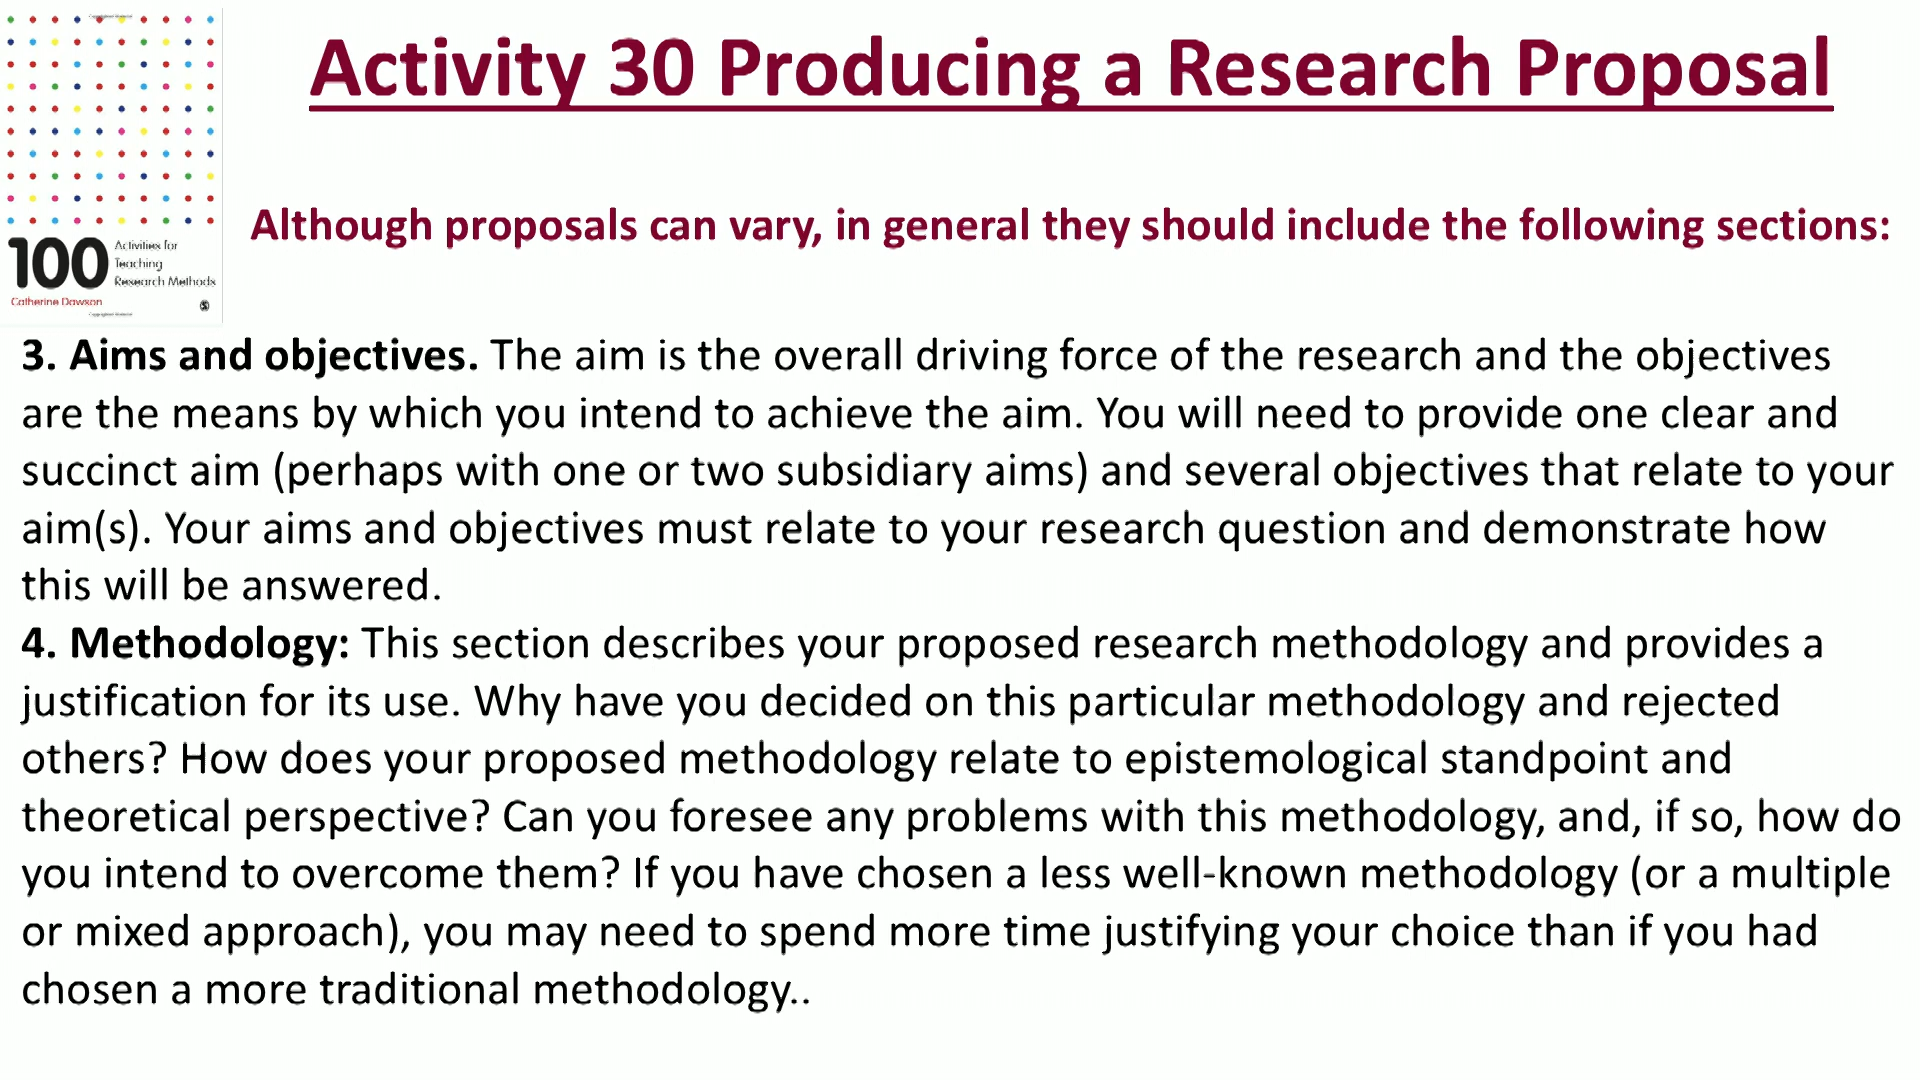 Activity 30 Producing a Research Proposal
Although proposals can vary, in general they should include the following sections:
100
Activities for
Teaching
Research Methods
Catherine Dawson
3. Aims and objectives. The aim is the overall driving force of the research and the objectives
are the means by which you intend to achieve the aim. You will need to provide one clear and
succinct aim (perhaps with one or two subsidiary aims) and several objectives that relate to your
aim(s). Your aims and objectives must relate to your research question and demonstrate how
this will be answered.
4. Methodology: This section describes your proposed research methodology and provides a
justification for its use. Why have you decided on this particular methodology and rejected
others? How does your proposed methodology relate to epistemological standpoint and
theoretical perspective? Can you foresee any problems with this methodology, and, if so, how do
you intend to overcome them? If you have chosen a less well-known methodology (or a multiple
or mixed approach), you may need to spend more time justifying your choice than if you had
chosen a more traditional methodology..